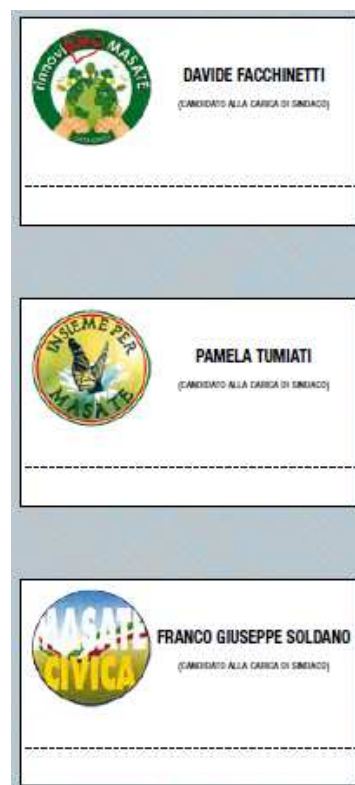 rinnoviAMO MASATE
DAVIDE FACCHINETTI
(CANDIDATO ALLA CARICA DI SINDACO)
INSIEME PER
MASATE
PAMELA TUMIATI
(CANDIDATO ALLA CARICA DI SINDACO)
MASATE
CIVICA
FRANCO GIUSEPPE SOLDANO
(CANDIDATO ALLA CARICA DI SINDACO)